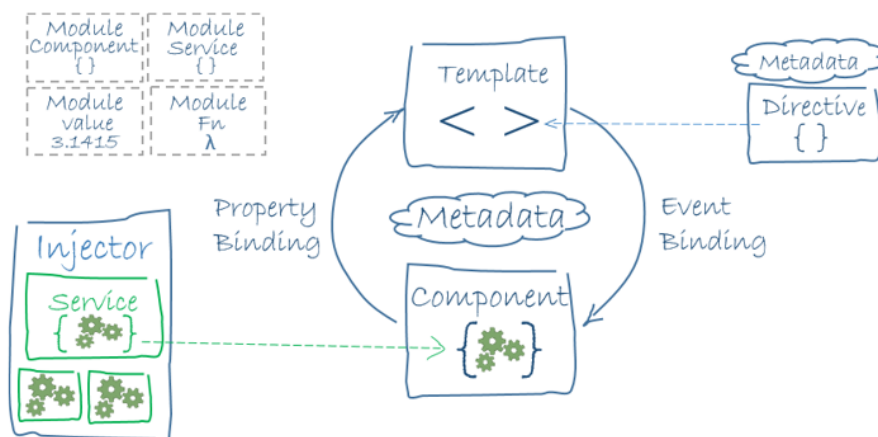 Module
Component
{ }
Module
Service
{ }
Module
value
3.1415
Module
Fn
λ
Template
< >
Metadata
Directive
{ }
Property
Binding
Metadata
Event
Binding
Injector
Service
{ }
Component
{ }